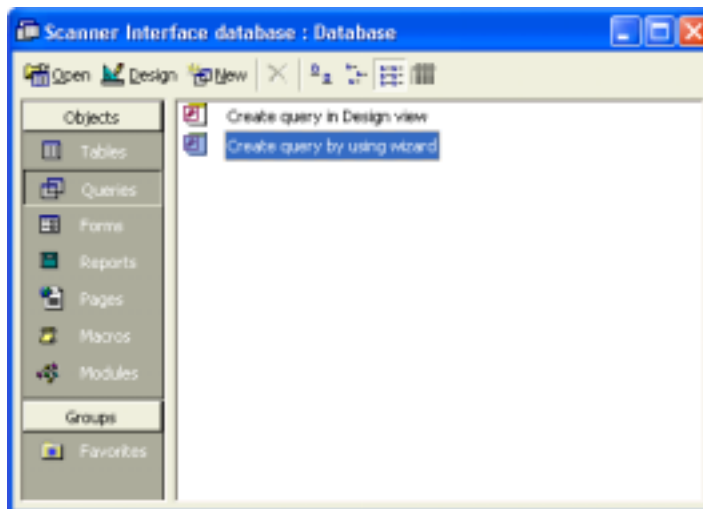 Scanner Interface database : Database
Open Design New
Objects
Tables
Queries
Forms
Reports
Pages
Macros
Modules
Groups
Favorites
Create query in Design view
Create query by using wizard